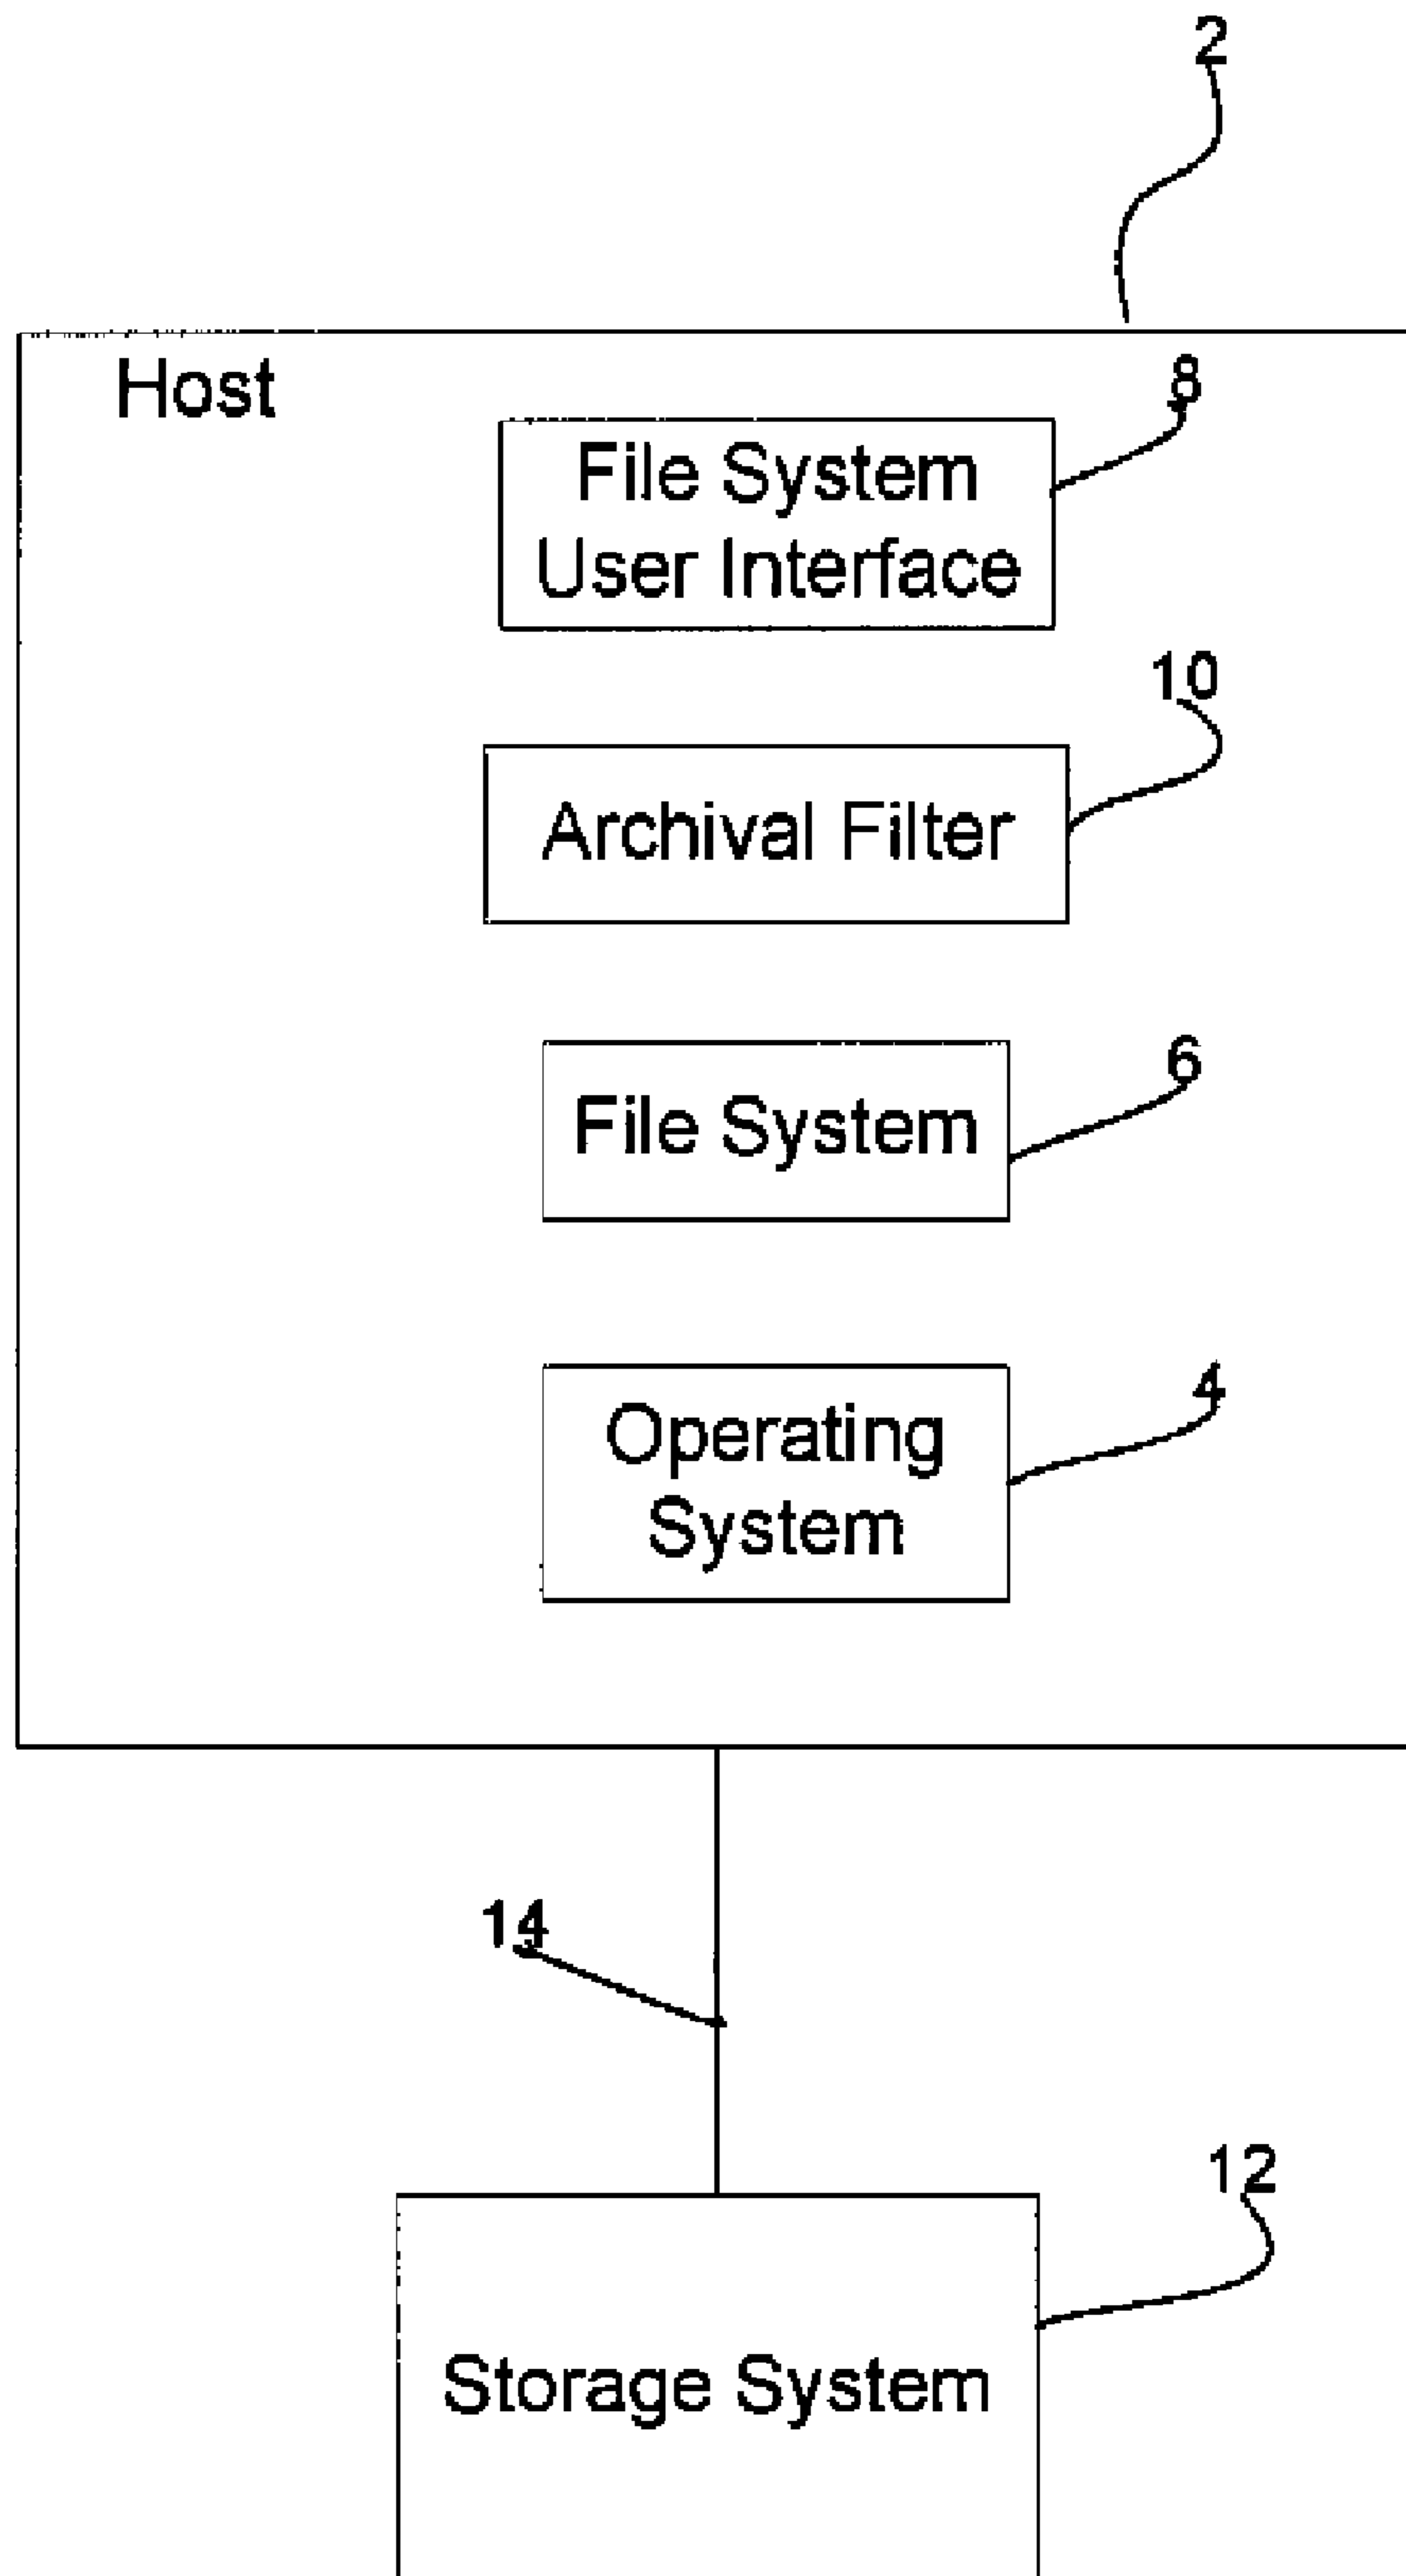 2
Host
8
File System
User Interface
10
Archival Filter
6
File System
4
Operating
System
14
12
Storage System